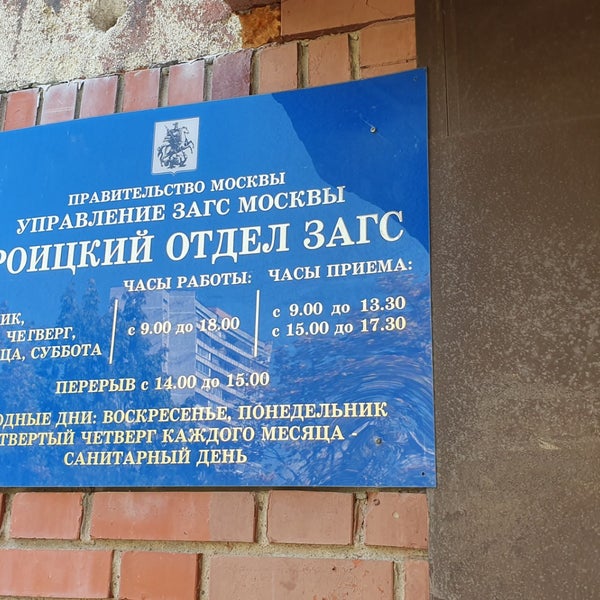 ПРАВИТЕЛЬСТВО МОСКВЫ
УПРАВЛЕНИЕ ЗАГС МОСКВЫ
РОИЦКИЙ ОТДЕЛ ЗАГС
ЧАСЫ РАБОТЫ: ЧАСЫ ПРИЕМА:
НИК,
ЧЕТВЕРГ,
ЦА, СУББОТА
с 9.00 до 18.00
с 9.00 до 13.30
с 15.00 до 17.30
ПЕРЕРЫВ с 14.00 до 15.00
ОДНЫЕ ДНИ: ВОСКРЕСЕНЬЕ, ПОНЕДЕЛЬНИК
ТВЕРТЫЙ ЧЕТВЕРГ КАЖДОГО МЕСЯЦА -
САНИТАРНЫЙ ДЕНЬ